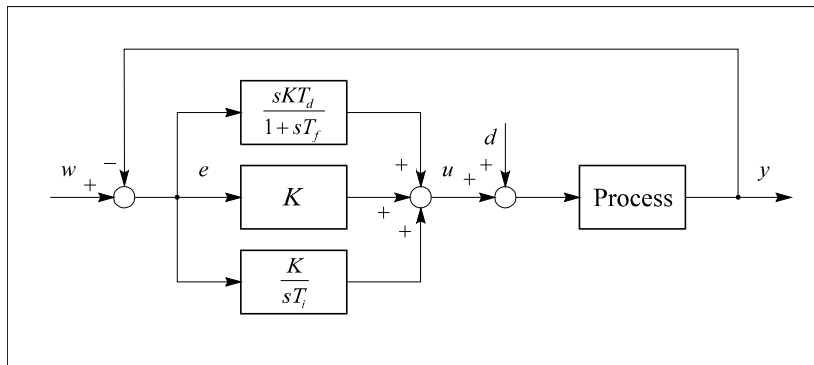 sKT_d
1 + sT_f
d
w
+
−
e
K
+
+
+
u
+
+
Process
y
K
sT_i